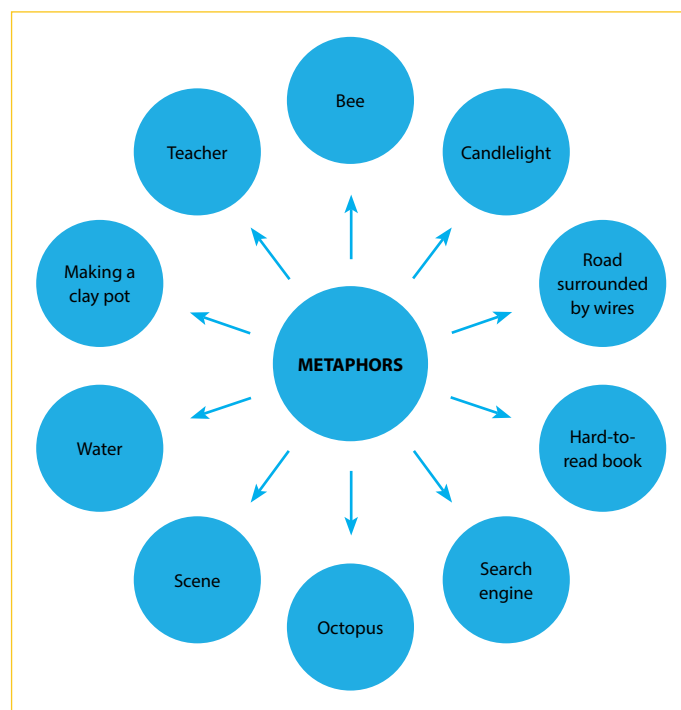 Bee
Candlelight
Road
surrounded
by wires
Hard-to-
read book
Search
engine
Octopus
Scene
Water
Making a
clay pot
Teacher
METAPHORS